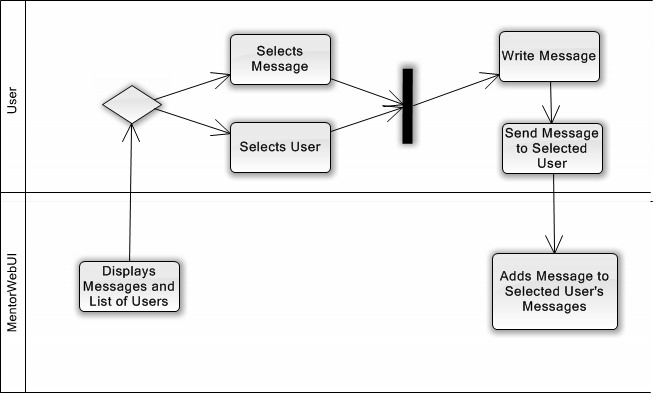 User
Selects
Message
Selects User
Write Message
Send Message
to Selected
User
MentorWebUI
Displays
Messages and
List of Users
Adds Message to
Selected User's
Messages